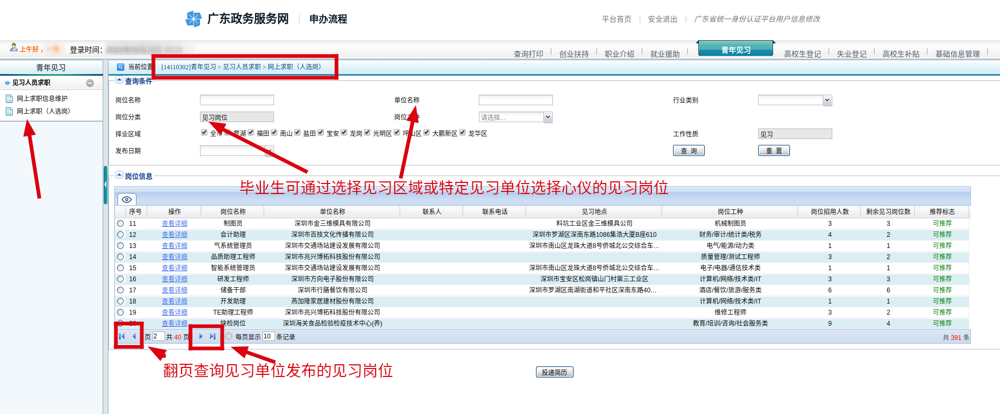 广东政务服务网 申办流程 平台首页 安全退出 广东省统一身份认证平台用户信息修改
上午好， 登录时间：
查询打印 创业扶持 职业介绍 就业援助 青年见习 高校生登记 失业登记 高校生补贴 基础信息管理
青年见习
当前位置： [14110302]青年见习 > 见习人员求职 > 网上求职（人选岗）
见习人员求职
网上求职信息维护
网上求职（人选岗）
查询条件
岗位名称 单位名称 行业类别
岗位分类 见习岗位 岗位工种 请选择...
择业区域 全市 罗湖 福田 南山 盐田 宝安 龙岗 光明区 坪山区 大鹏新区 龙华区 工作性质 见习
发布日期 查 询 重 置
岗位信息
毕业生可通过选择见习区域或特定见习单位选择心仪的见习岗位
序号 操作 岗位名称 单位名称 联系人 联系电话 见习地点 岗位工种 岗位招用人数 剩余见习岗位数 推荐标志
11 查看详细 制图员 深圳市金三维模具有限公司 料坑工业区金三维模具公司 机械制图员 3 3 可推荐
12 查看详细 会计助理 深圳市百技文化传播有限公司 深圳市罗湖区深南东路1086集浩大厦B座610 财务/审计/统计类/税务 4 2 可推荐
13 查看详细 气系统管理员 深圳市交通场站建设发展有限公司 深圳市南山区龙珠大道8号侨城北公交综合车... 电气/能源/动力类 1 1 可推荐
14 查看详细 品质助理工程师 深圳市兆兴博拓科技股份有限公司 质量管理/测试工程师 3 2 可推荐
15 查看详细 智能系统管理员 深圳市交通场站建设发展有限公司 深圳市南山区龙珠大道8号侨城北公交综合车... 电子/电器/通信技术类 1 1 可推荐
16 查看详细 研发工程师 深圳市方向电子股份有限公司 深圳市宝安区松岗镇山门村第三工业区 计算机/网络/技术类/IT 3 3 可推荐
17 查看详细 储备干部 深圳市行膳餐饮有限公司 深圳市罗湖区南湖街道和平社区深南东路40... 酒店/餐饮/旅游/服务类 6 6 可推荐
18 查看详细 开发助理 燕加隆家居建材股份有限公司 计算机/网络/技术类/IT 1 1 可推荐
19 查看详细 TE助理工程师 深圳市兆兴博拓科技股份有限公司 维修工程师 3 2 可推荐
20 查看详细 快检岗位 深圳海关食品检验检疫技术中心(养) 教育/培训/咨询/社会服务类 9 4 可推荐
页 2 共 40 页 每页显示 10 条记录 共 391 条
翻页查询见习单位发布的见习岗位
投递简历